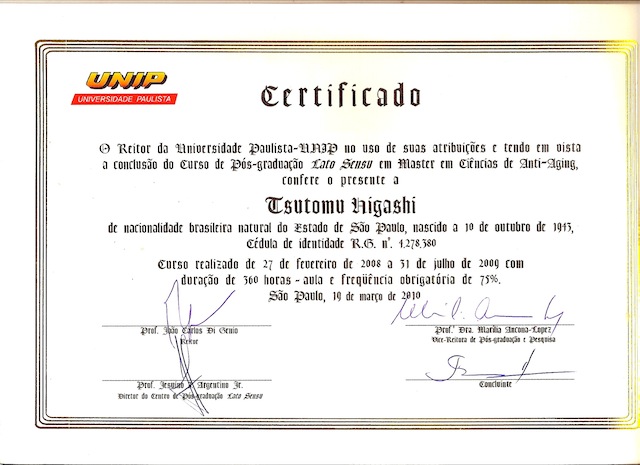 UNIP
UNIVERSIDADE PAULISTA
Certificado
O Reitor da Universidade Paulista-UNIP no uso de suas atribuições e tendo em vista
a conclusão do Curso de Pós-graduação Lato Sensu em Master em Ciências de Anti-Aging,
confere o presente a
Tsutomu Higashi
de nacionalidade brasileira natural do Estado de São Paulo, nascido a 10 de outubro de 1943,
Cédula de identidade R.G. nº. 4.278.380
Curso realizado de 27 de fevereiro de 2008 a 31 de julho de 2009 com
duração de 360 horas-aula e freqüência obrigatória de 75%.
São Paulo, 19 de março de 2010
Prof. João Carlos Di Genio
Reitor
Prof.ª Dra. Marília Ancona-Lopez
Vice-Reitora de Pós-graduação e Pesquisa
Prof. Jesuíno I. Argentino Jr.
Diretor do Centro de Pós-graduação Lato Sensu
Concluinte